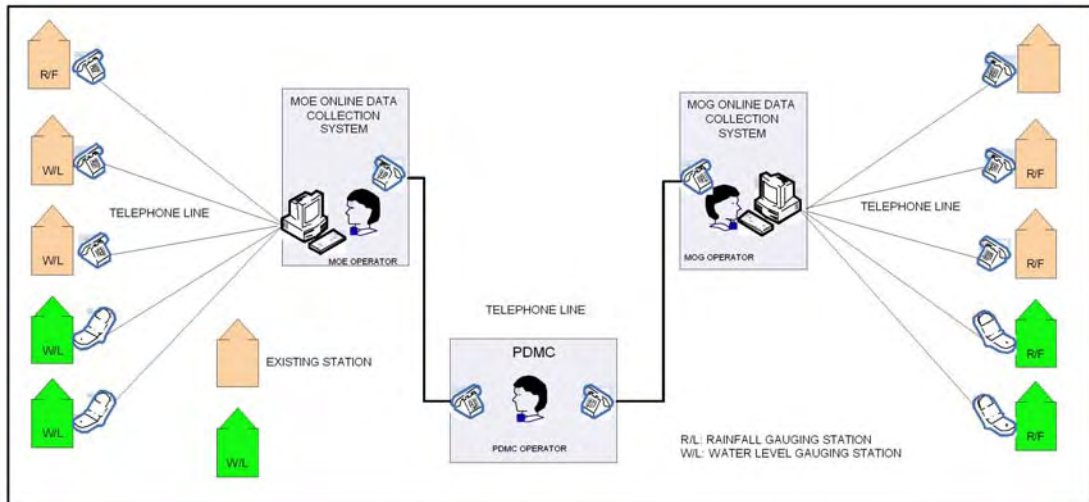 R/F
W/L
TELEPHONE LINE
W/L
W/L
W/L
MOE ONLINE DATA
COLLECTION
SYSTEM
MOE OPERATOR
EXISTING STATION
W/L
TELEPHONE LINE
PDMC
PDMC OPERATOR
MOG ONLINE DATA
COLLECTION
SYSTEM
MOG OPERATOR
R/F
TELEPHONE LINE
R/F
R/F
R/F
R/L: RAINFALL GAUGING STATION
W/L: WATER LEVEL GAUGING STATION